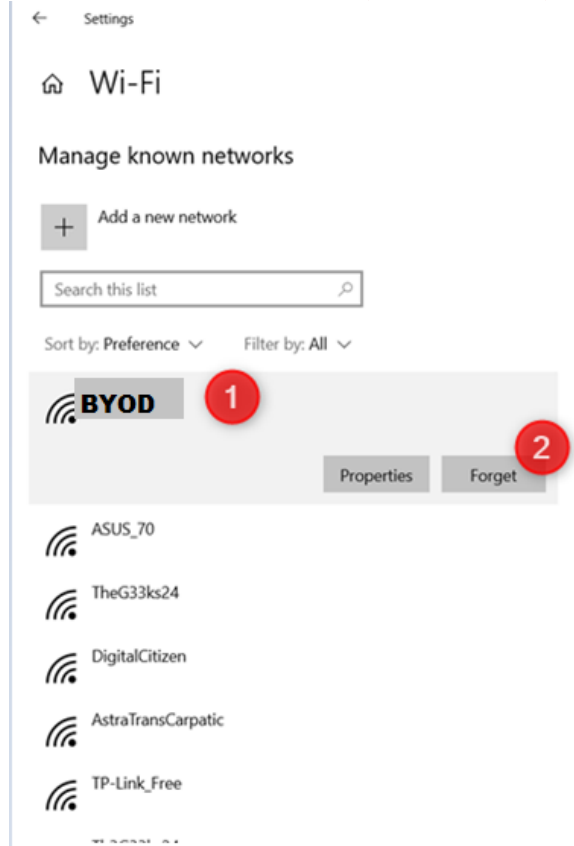 Settings
Wi-Fi
Manage known networks
Add a new network
Search this list
Sort by: Preference Filter by: All
BYOD 1
2
Properties Forget
ASUS_70
TheG33ks24
DigitalCitizen
AstraTransCarpatic
TP-Link_Free